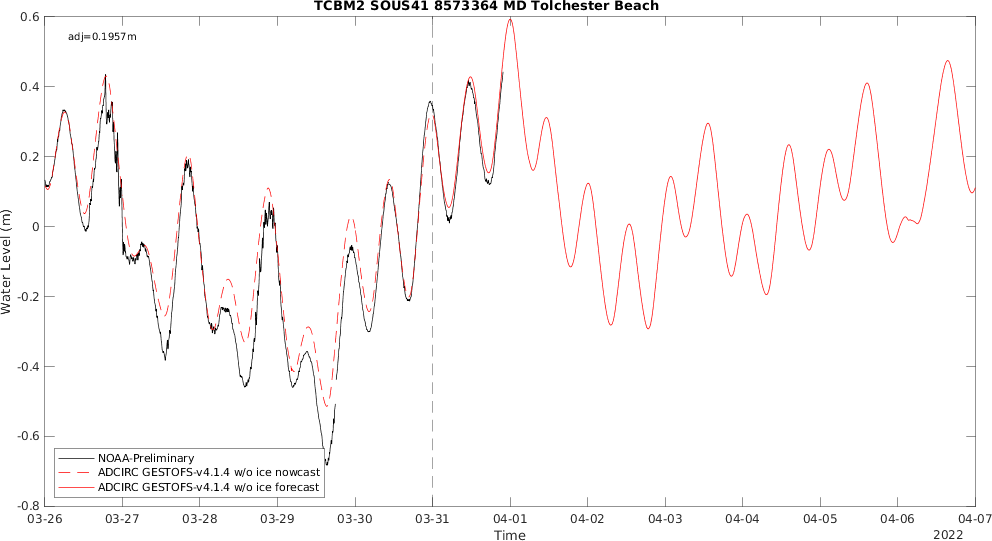 TCBM2 SOUS41 8573364 MD Tolchester Beach
adj=0.1957m
0.6
0.4
0.2
0
-0.2
-0.4
-0.6
-0.8
Water Level (m)
NOAA-Preliminary
ADCIRC GESTOFS-v4.1.4 w/o ice nowcast
ADCIRC GESTOFS-v4.1.4 w/o ice forecast
03-26 03-27 03-28 03-29 03-30 03-31 04-01 04-02 04-03 04-04 04-05 04-06 04-07
Time
2022